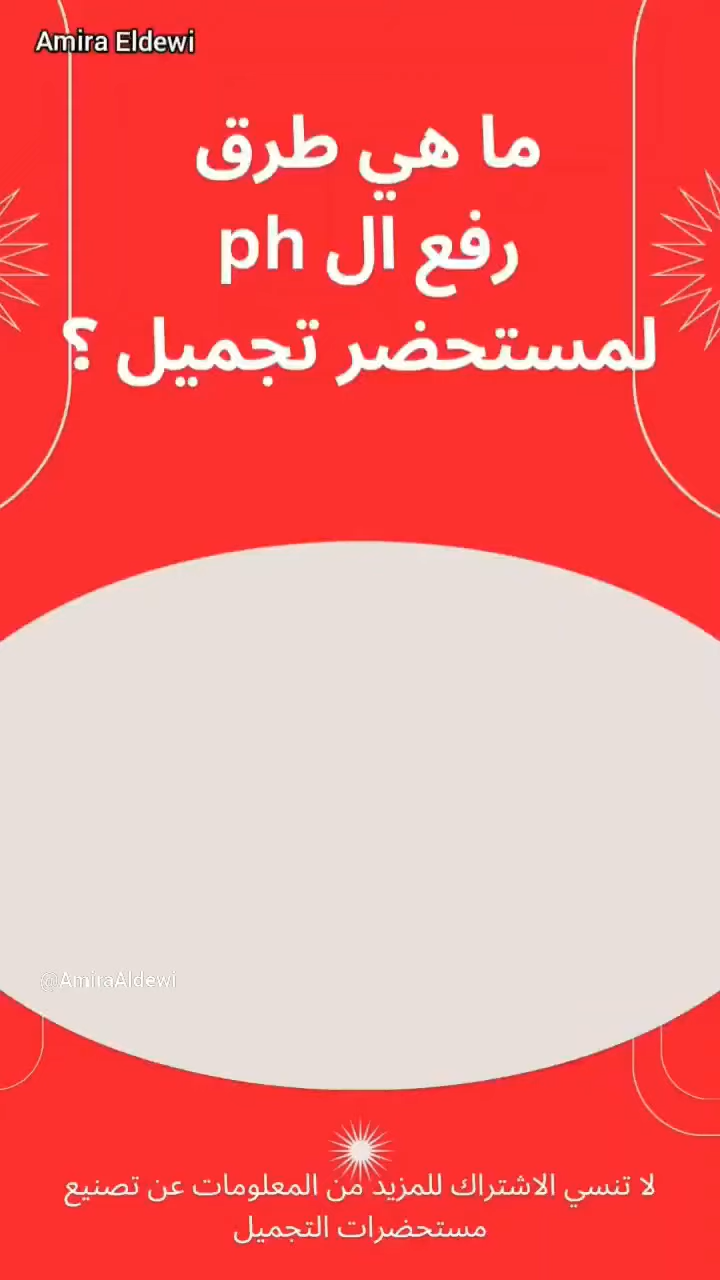 Amira Eldewi
ما هي طرق
رفع ال ph
لمستحضر تجميل ؟
@AmiraAldewi
لا تنسي الاشتراك للمزيد من المعلومات عن تصنيع
مستحضرات التجميل